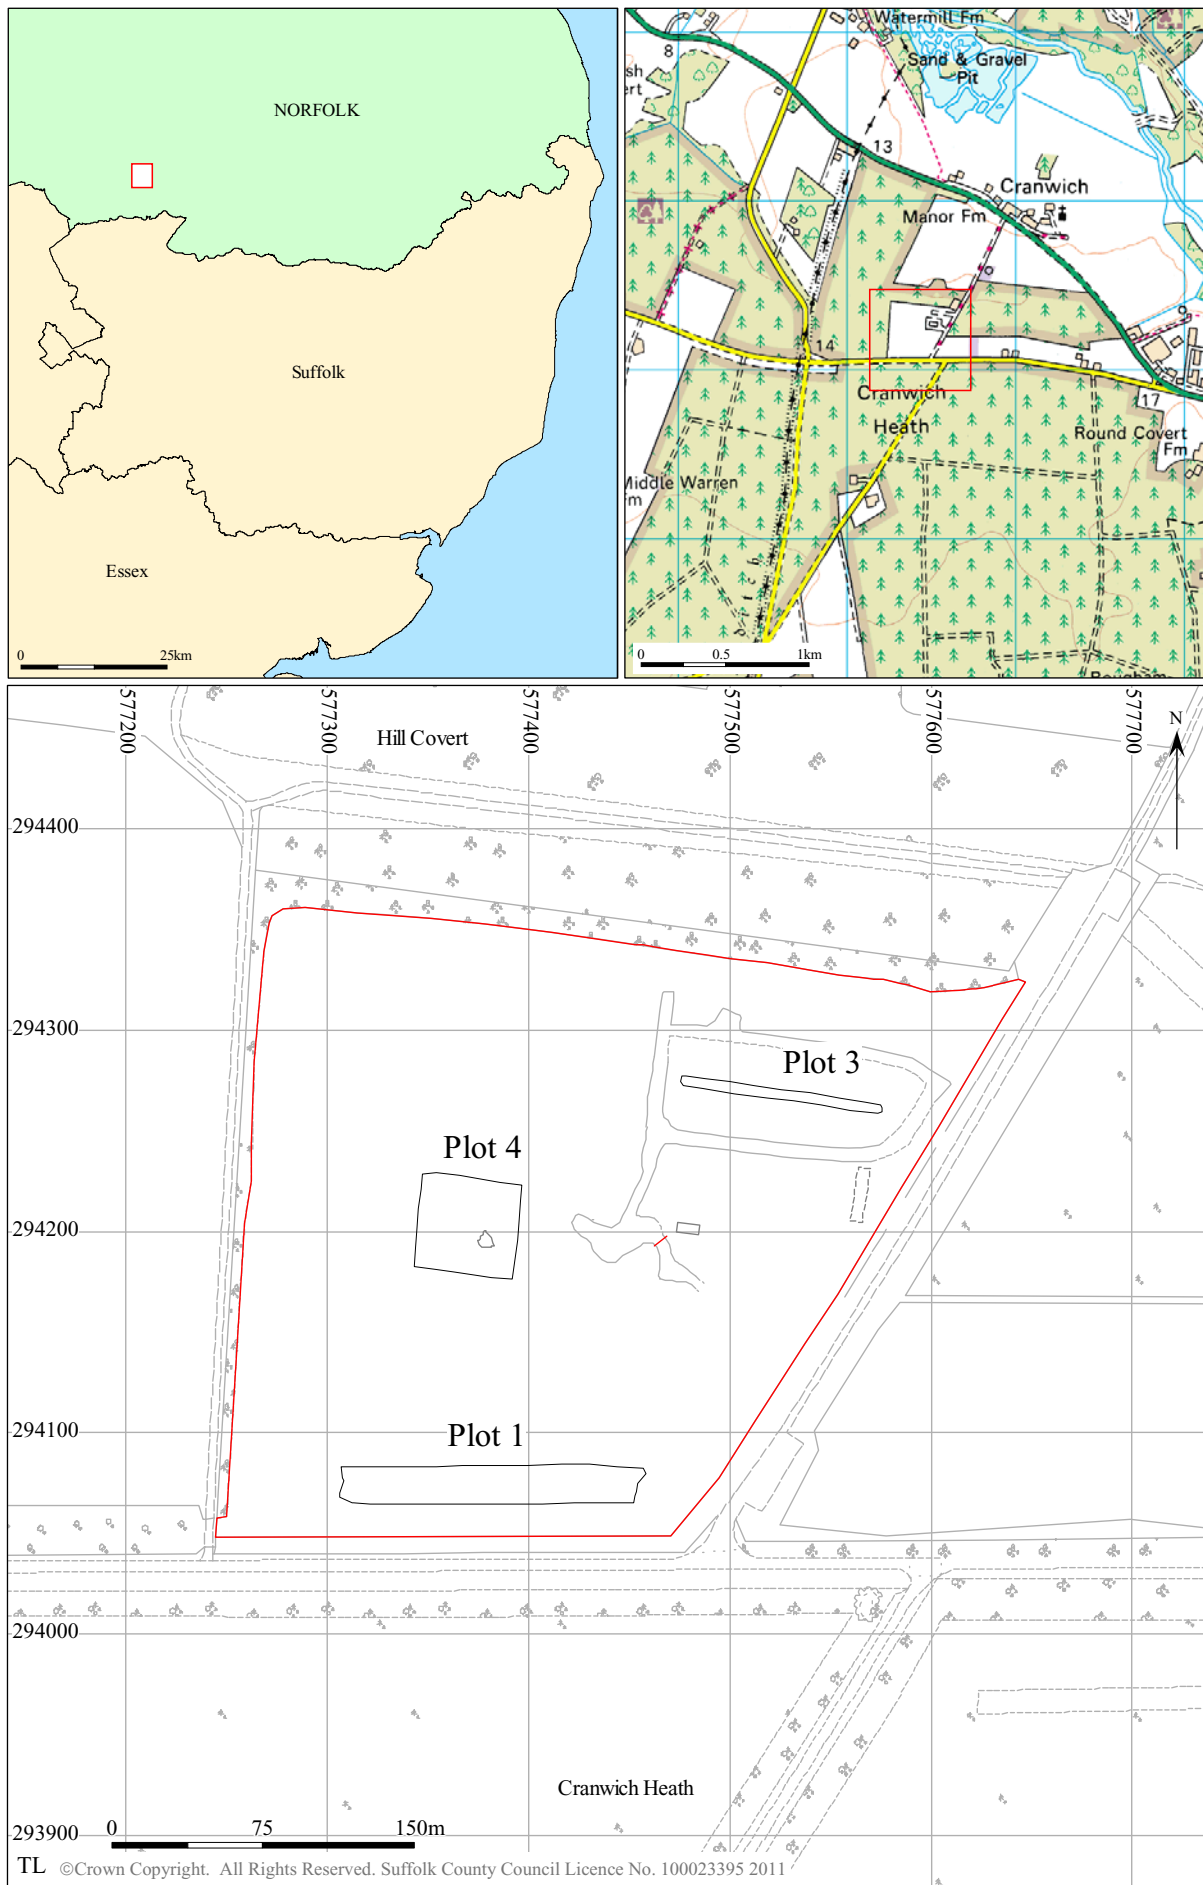 NORFOLK
Suffolk
Essex
0 25km
Watermill Fm
8
Sand & Gravel
Pit
13
Cranwich
Manor Fm
14
Cranwich
Heath
17
Round Covert
Fm
Middle Warren
Fm
ditch
0 0.5 1km
577200
577300
577400
577500
577600
577700
N
Hill Covert
294400
294300
Plot 3
Plot 4
294200
294100
Plot 1
294000
Cranwich Heath
293900
0 75 150m
TL ©Crown Copyright. All Rights Reserved. Suffolk County Council Licence No. 100023395 2011